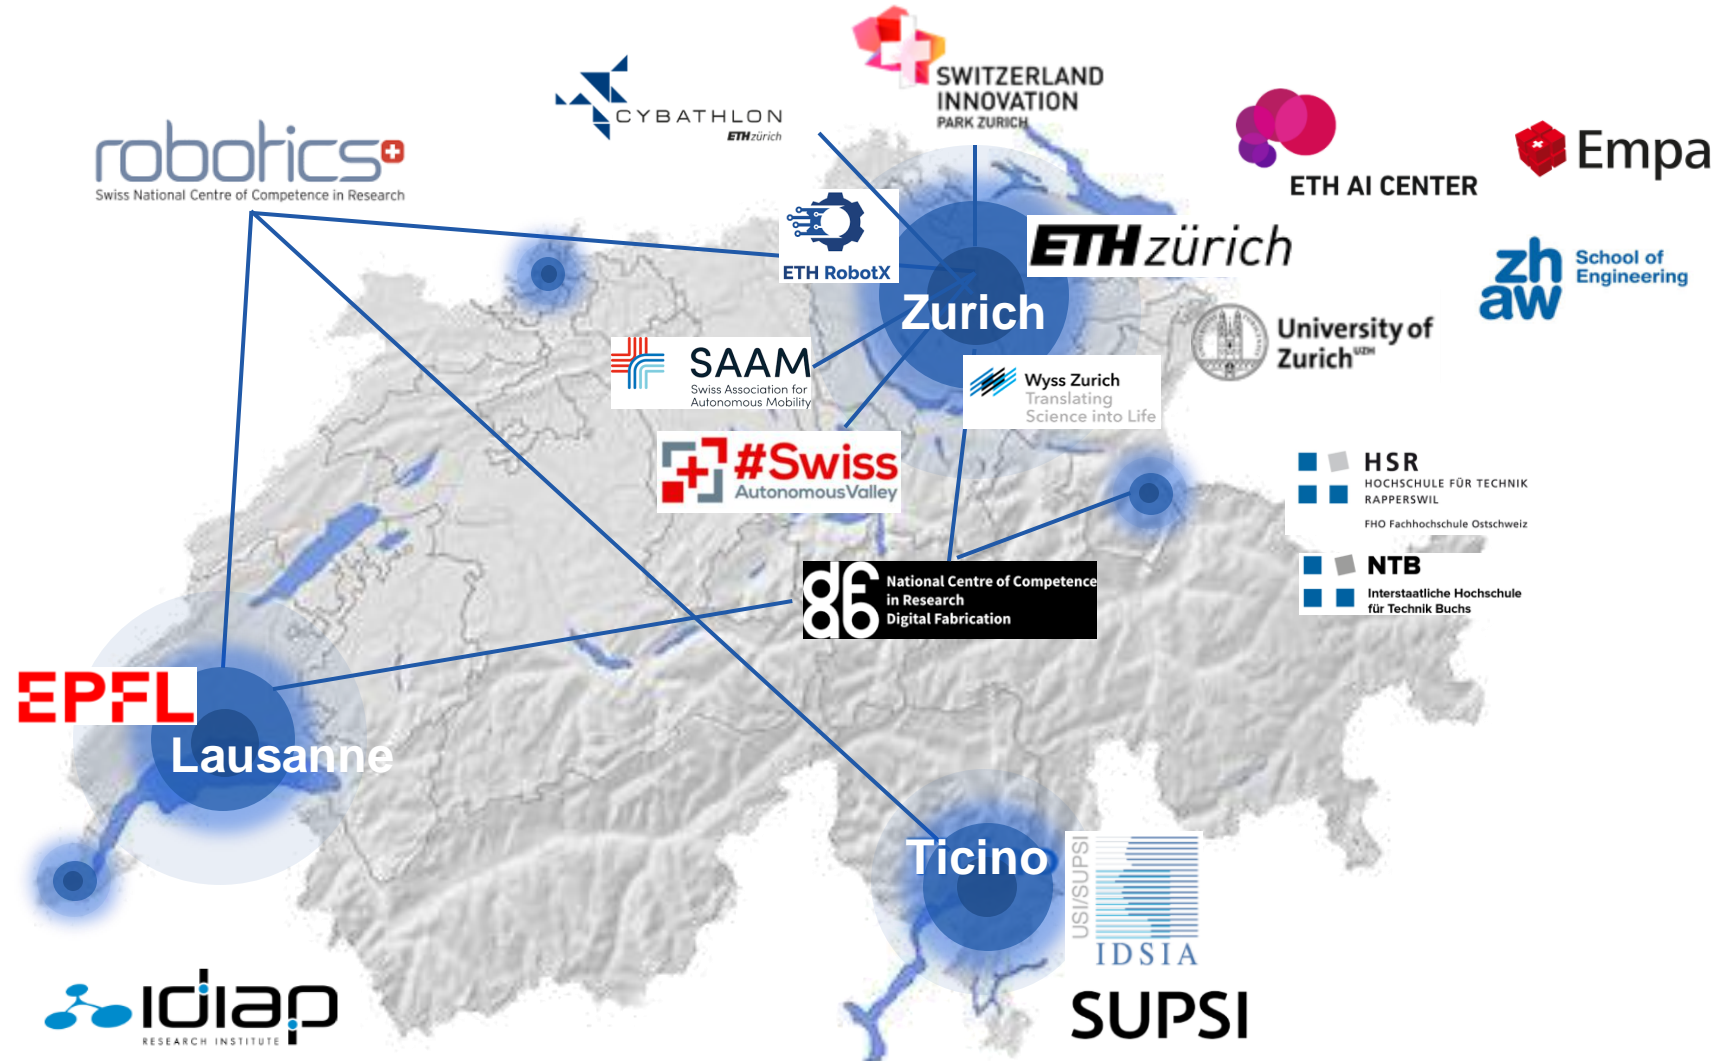 SWITZERLAND
INNOVATION
PARK ZURICH
CYBATHLON
ETH zürich
robotics
Swiss National Centre of Competence in Research
ETH AI CENTER
Empa
ETH RobotX
ETH zürich
zh
aw
School of
Engineering
Zurich
University of
Zurich UZH
SAAM
Swiss Association for
Autonomous Mobility
Wyss Zurich
Translating
Science into Life
#Swiss
AutonomousValley
HSR
HOCHSCHULE FÜR TECHNIK
RAPPERSWIL
FHO Fachhochschule Ostschweiz
NTB
Interstaatliche Hochschule
für Technik Buchs
dfab
National Centre of Competence
in Research
Digital Fabrication
EPFL
Lausanne
Ticino
USI/SUPSI
IDSIA
SUPSI
idiap
RESEARCH INSTITUTE